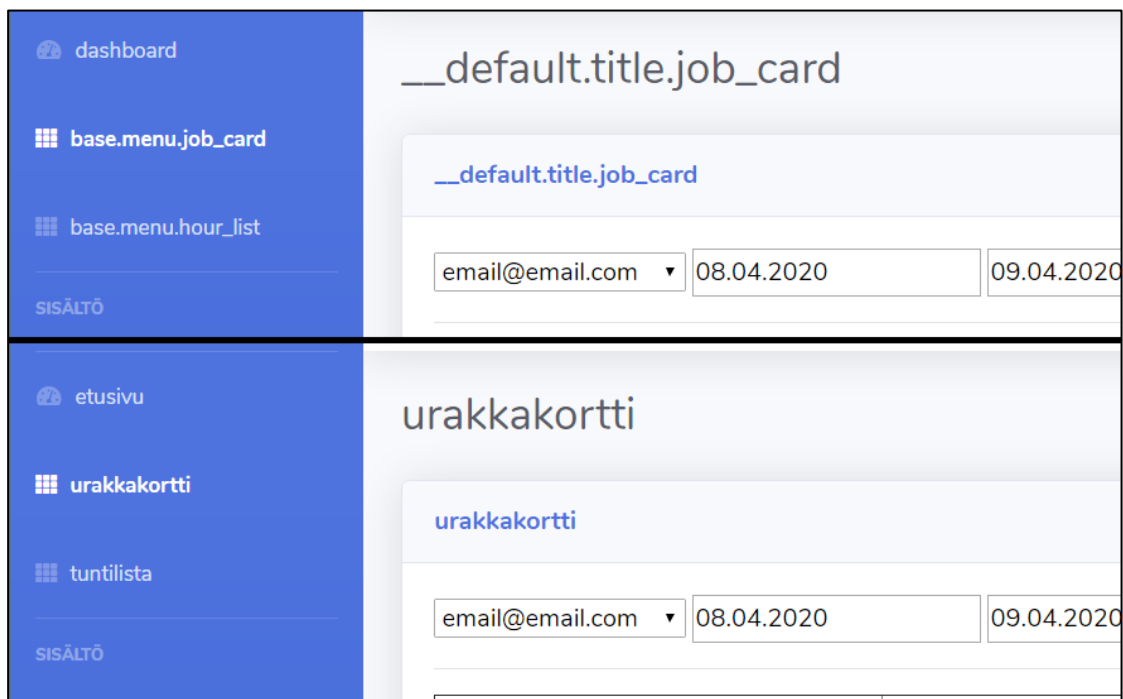 dashboard
__default.title.job_card
base.menu.job_card
__default.title.job_card
base.menu.hour_list
email@email.com 08.04.2020 09.04.2020
SISÄLTÖ
etusivu
urakkakortti
urakkakortti
urakkakortti
tuntilista
email@email.com 08.04.2020 09.04.2020
SISÄLTÖ